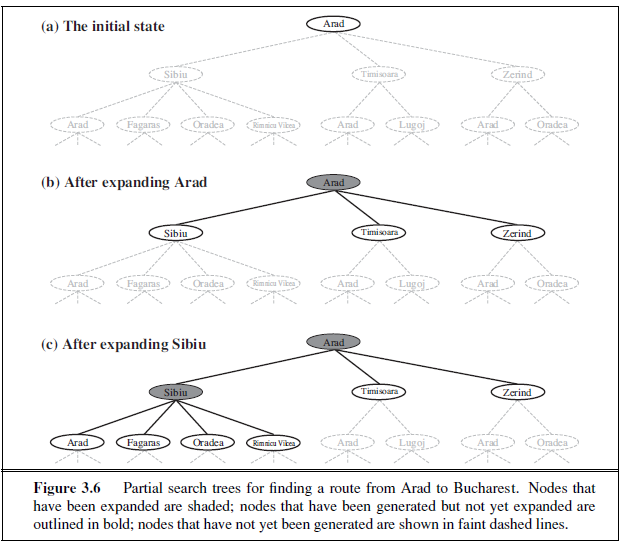 (a) The initial state
Arad
Sibiu Timisoara Zerind
Arad Fagaras Oradea Rimnicu Vilcea Arad Lugoj Arad Oradea
(b) After expanding Arad
Arad
Sibiu Timisoara Zerind
Arad Fagaras Oradea Rimnicu Vilcea Arad Lugoj Arad Oradea
(c) After expanding Sibiu
Arad
Sibiu Timisoara Zerind
Arad Fagaras Oradea Rimnicu Vilcea Arad Lugoj Arad Oradea
Figure 3.6 Partial search trees for finding a route from Arad to Bucharest. Nodes that
have been expanded are shaded; nodes that have been generated but not yet expanded are
outlined in bold; nodes that have not yet been generated are shown in faint dashed lines.